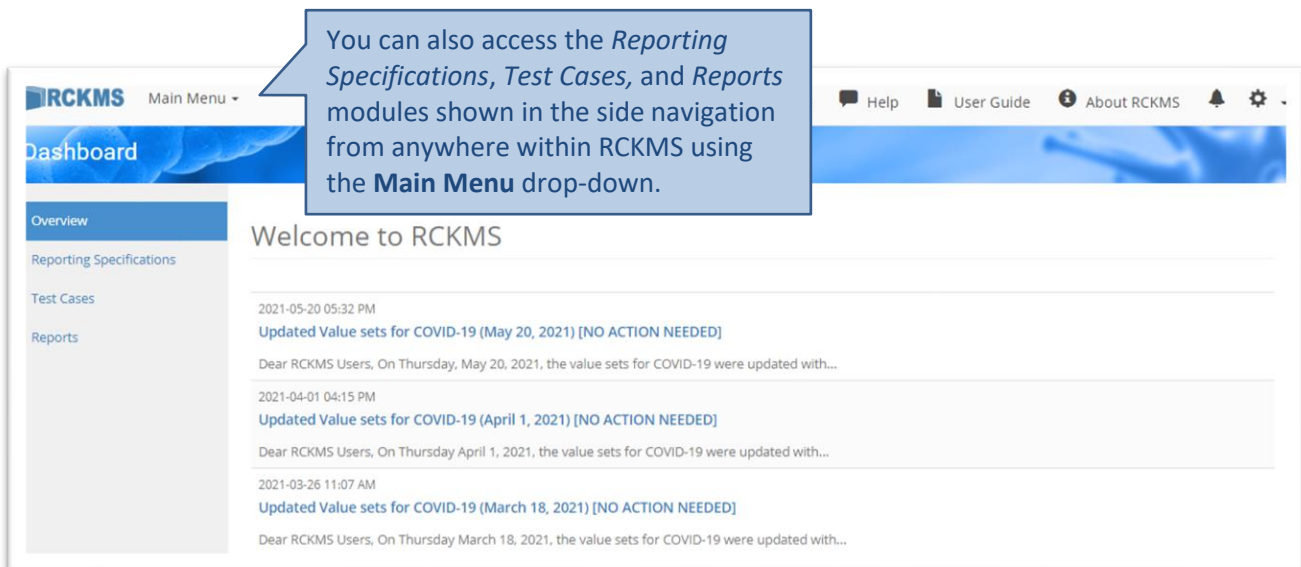 You can also access the Reporting
Specifications, Test Cases, and Reports
modules shown in the side navigation
from anywhere within RCKMS using
the Main Menu drop-down.
RCKMS Main Menu Help User Guide About RCKMS
Dashboard
Overview
Reporting Specifications
Test Cases
Reports
Welcome to RCKMS
2021-05-20 05:32 PM
Updated Value sets for COVID-19 (May 20, 2021) [NO ACTION NEEDED]
Dear RCKMS Users, On Thursday, May 20, 2021, the value sets for COVID-19 were updated with...
2021-04-01 04:15 PM
Updated Value sets for COVID-19 (April 1, 2021) [NO ACTION NEEDED]
Dear RCKMS Users, On Thursday April 1, 2021, the value sets for COVID-19 were updated with...
2021-03-26 11:07 AM
Updated Value sets for COVID-19 (March 18, 2021) [NO ACTION NEEDED]
Dear RCKMS Users, On Thursday March 18, 2021, the value sets for COVID-19 were updated with...